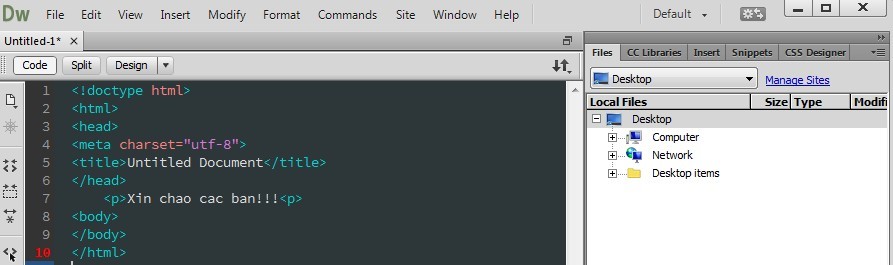 Dw File Edit View Insert Modify Format Commands Site Window Help Default
Untitled-1* ×
Code Split Design
1 <!doctype html>
2 <html>
3 <head>
4 <meta charset="utf-8">
5 <title>Untitled Document</title>
6 </head>
7 <p>Xin chao cac ban!!!<p>
8 <body>
9 </body>
10 </html>
Files CC Libraries Insert Snippets CSS Designer
Desktop Manage Sites
Local Files Size Type Modifi
Desktop
Computer
Network
Desktop items